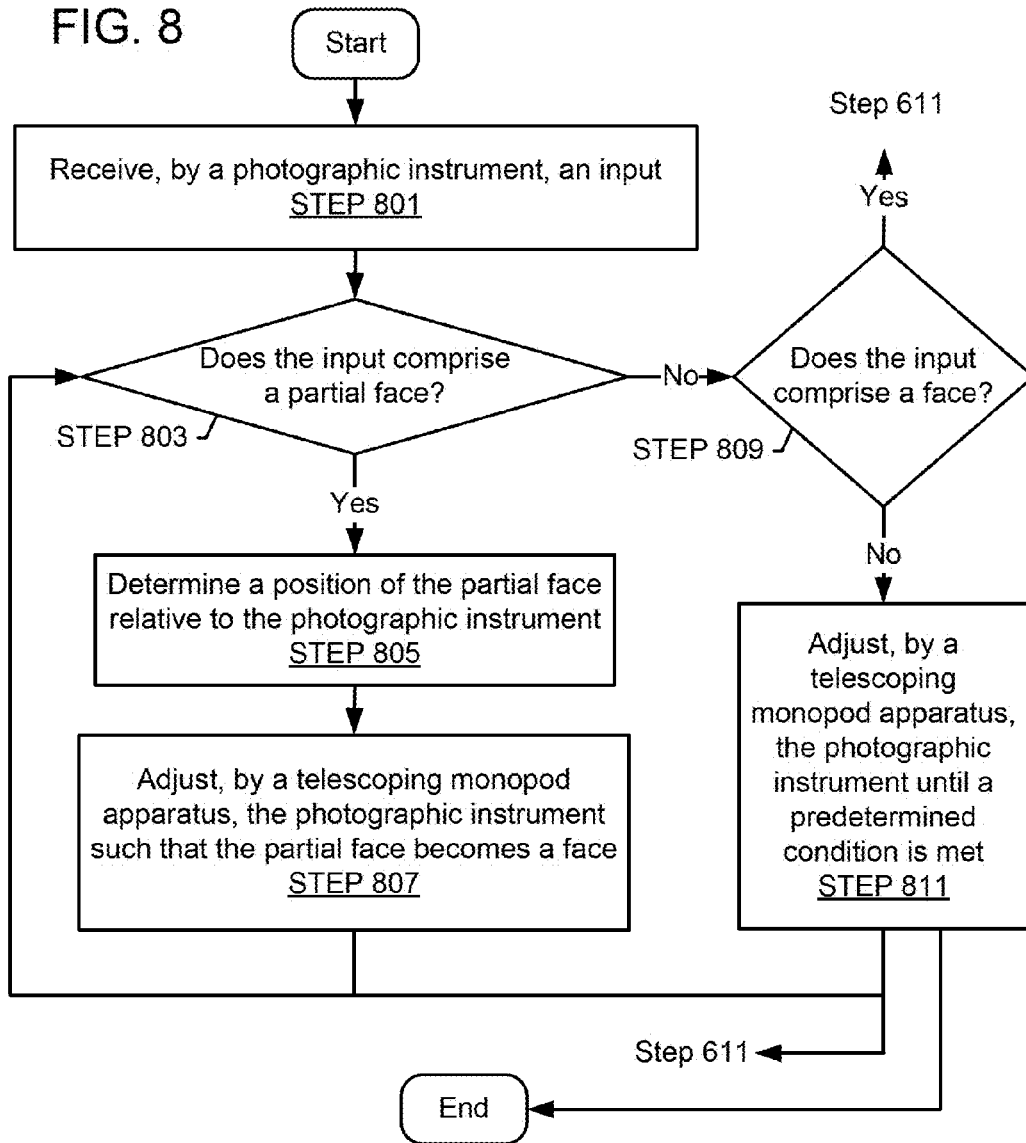 FIG. 8
Start
Receive, by a photographic instrument, an input
STEP 801
Does the input comprise
a partial face?
STEP 803
No
Step 611
Yes
Does the input
comprise a face?
STEP 809
Yes
Determine a position of the partial face
relative to the photographic instrument
STEP 805
Adjust, by a telescoping monopod
apparatus, the photographic instrument
such that the partial face becomes a face
STEP 807
No
Adjust, by a
telescoping
monopod apparatus,
the photographic
instrument until a
predetermined
condition is met
STEP 811
Step 611
End